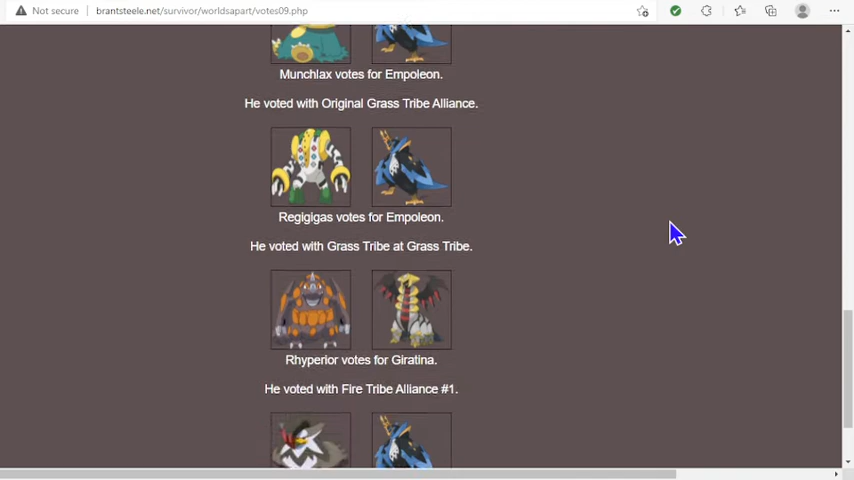 Not secure brantsteele.net/survivor/worldsapart/votes09.php
Munchlax votes for Empoleon.
He voted with Original Grass Tribe Alliance.
Regigigas votes for Empoleon.
He voted with Grass Tribe at Grass Tribe.
Rhyperior votes for Giratina.
He voted with Fire Tribe Alliance #1.